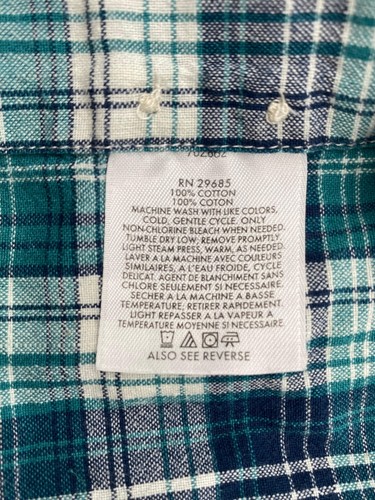 702862
RN 29685
100% COTTON
100% COTON
MACHINE WASH WITH LIKE COLORS,
COLD, GENTLE CYCLE. ONLY
NON-CHLORINE BLEACH WHEN NEEDED.
TUMBLE DRY LOW; REMOVE PROMPTLY.
LIGHT STEAM PRESS, WARM, AS NEEDED.
LAVER A LA MACHINE AVEC COULEURS
SIMILAIRES, A L'EAU FROIDE, CYCLE
DELICAT. AGENT DE BLANCHIMENT SANS
CHLORE SEULEMENT SI NECESSAIRE.
SECHER A LA MACHINE A BASSE
TEMPERATURE; RETIRER RAPIDEMENT.
LIGHT REPASSER A LA VAPEUR A
TEMPERATURE MOYENNE SI NECESSAIRE.
ALSO SEE REVERSE